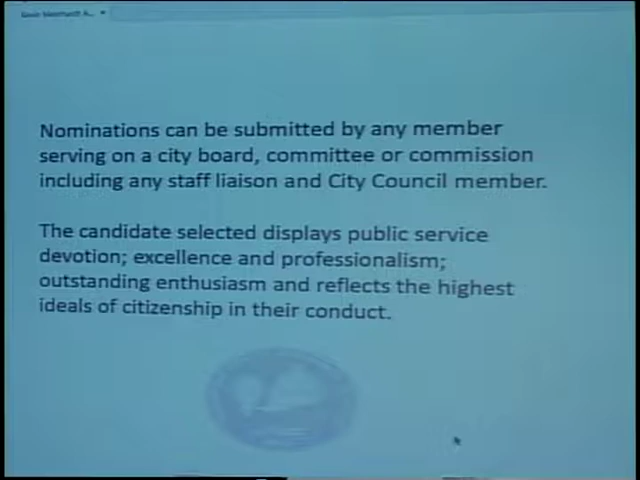 Nominations can be submitted by any member
serving on a city board, committee or commission
including any staff liaison and City Council member.
The candidate selected displays public service
devotion; excellence and professionalism;
outstanding enthusiasm and reflects the highest
ideals of citizenship in their conduct.